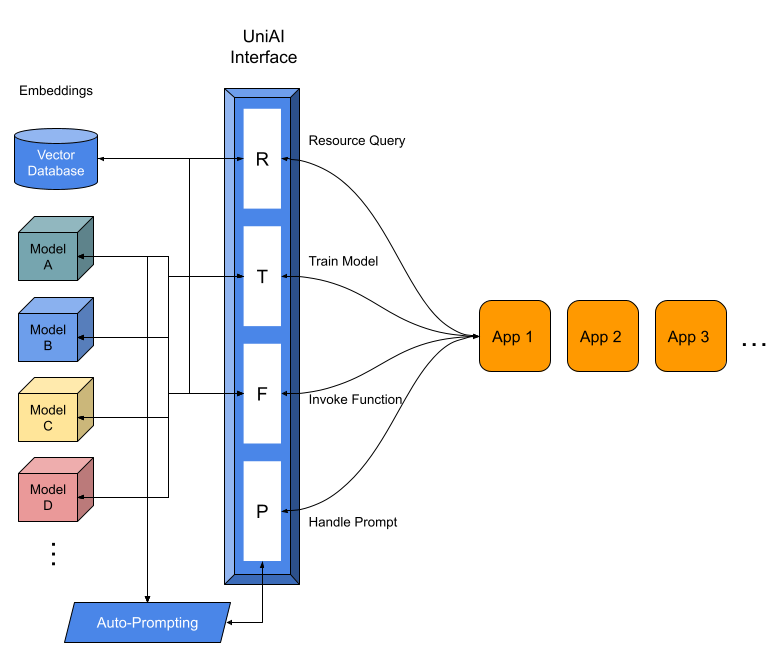 UniAI
Interface
Embeddings
Vector
Database
R
Resource Query
Model
A
T
Train Model
Model
B
App 1
App 2
App 3
...
Model
C
F
Invoke Function
Model
D
P
Handle Prompt
Auto-Prompting